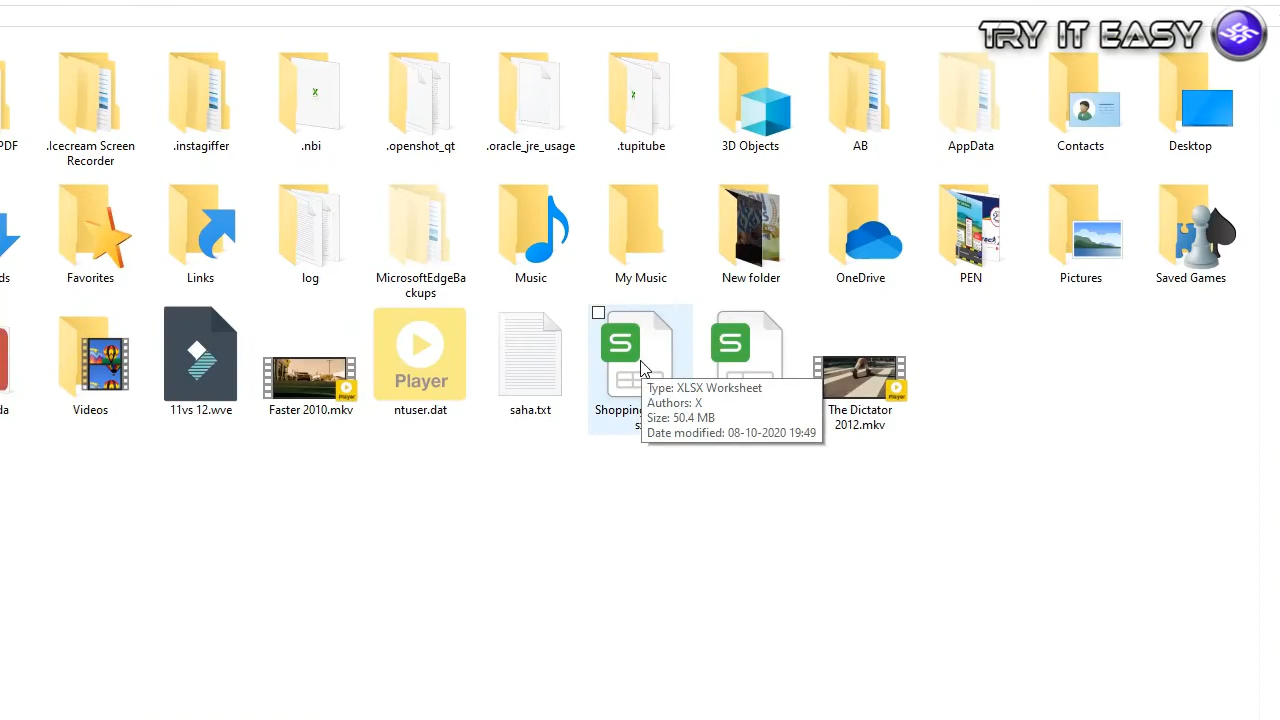 TRY IT EASY
PDF
.Icecream Screen
Recorder
.instagiffer
.nbi
.openshot_qt
.oracle_jre_usage
.tupitube
3D Objects
AB
AppData
Contacts
Desktop
ds
Favorites
Links
log
MicrosoftEdgeBa
ckups
Music
My Music
New folder
OneDrive
PEN
Pictures
Saved Games
da
Videos
11vs 12.wve
Faster 2010.mkv
Player
ntuser.dat
saha.txt
S
Shopping
S
The Dictator
2012.mkv
Type: XLSX Worksheet
Authors: X
Size: 50.4 MB
Date modified: 08-10-2020 19:49